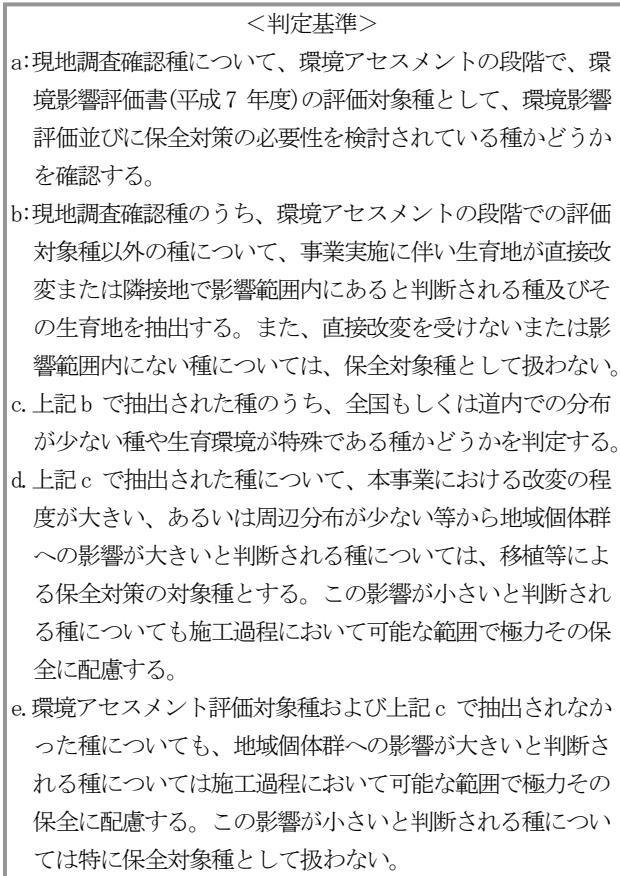 ＜判定基準＞
a:現地調査確認種について、環境アセスメントの段階で、環
境影響評価書(平成7 年度)の評価対象種として、環境影響
評価並びに保全対策の必要性を検討されている種かどうか
を確認する。
b:現地調査確認種のうち、環境アセスメントの段階での評価
対象種以外の種について、事業実施に伴い生育地が直接改
変または隣接地で影響範囲内にあると判断される種及びそ
の生育地を抽出する。また、直接改変を受けないまたは影
響範囲内にない種については、保全対象種として扱わない。
c. 上記b で抽出された種のうち、全国もしくは道内での分布
が少ない種や生育環境が特殊である種かどうかを判定する。
d. 上記c で抽出された種について、本事業における改変の程
度が大きい、あるいは周辺分布が少ない等から地域個体群
への影響が大きいと判断される種については、移植等によ
る保全対策の対象種とする。この影響が小さいと判断され
る種についても施工過程において可能な範囲で極力その保
全に配慮する。
e. 環境アセスメント評価対象種および上記c で抽出されなか
った種についても、地域個体群への影響が大きいと判断さ
れる種については施工過程において可能な範囲で極力その
保全に配慮する。この影響が小さいと判断される種につい
ては特に保全対象種として扱わない。